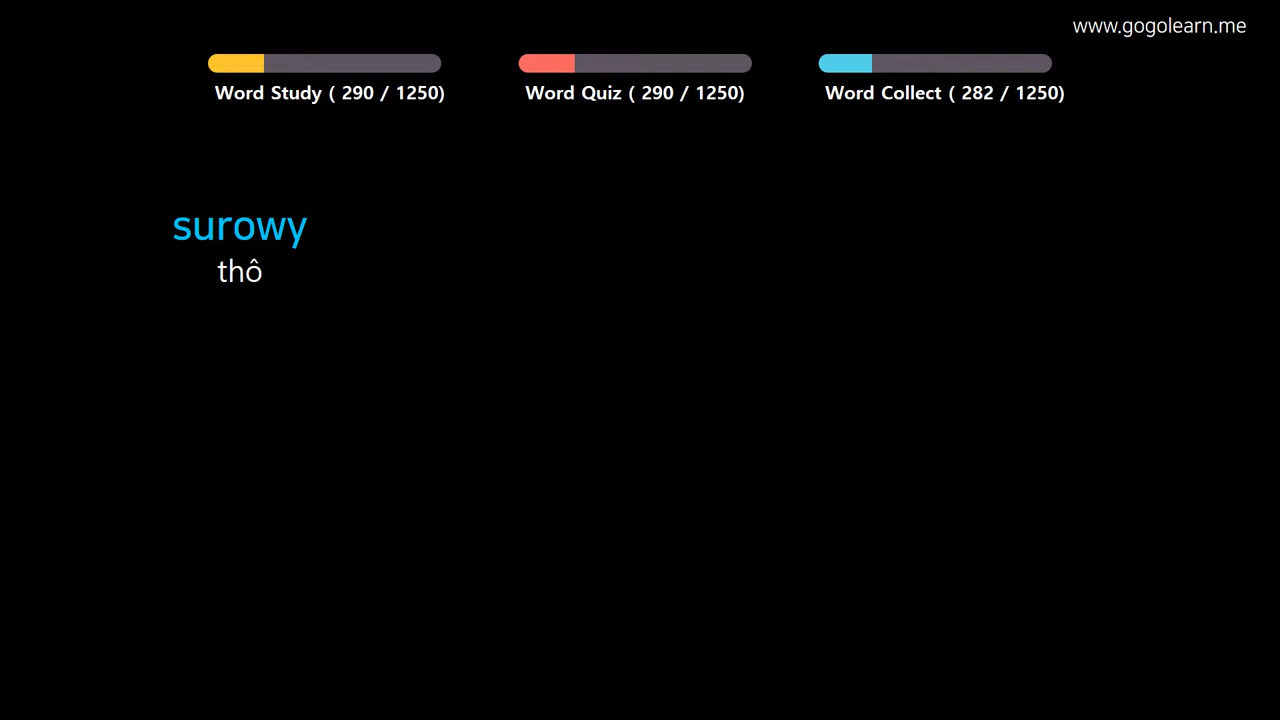 www.gogolearn.me
Word Study ( 290 / 1250)
Word Quiz ( 290 / 1250)
Word Collect ( 282 / 1250)
surowy
thô